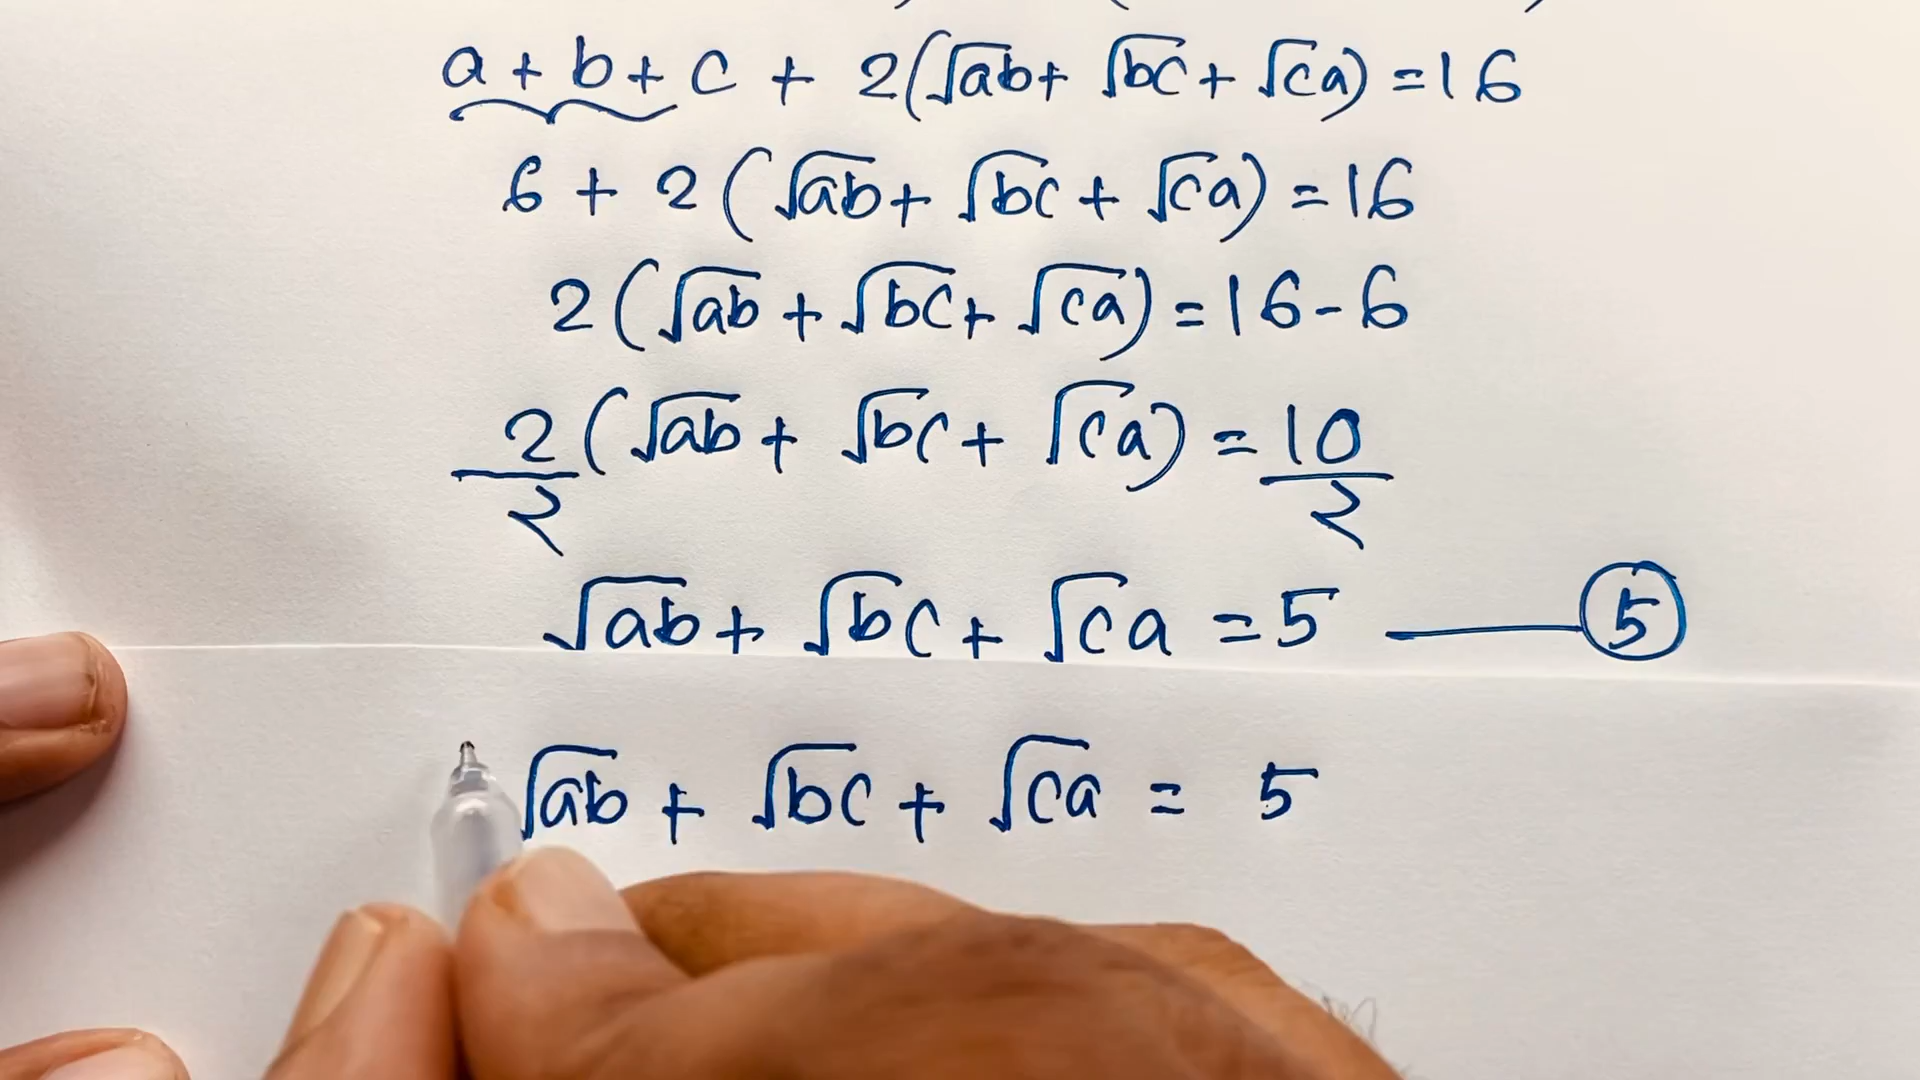 a + b + c + 2(√ab + √bc + √ca) = 16
6 + 2(√ab + √bc + √ca) = 16
2(√ab + √bc + √ca) = 16 - 6
2(√ab + √bc + √ca) = 10
2 2
√ab + √bc + √ca = 5 —— 5
√ab + √bc + √ca = 5